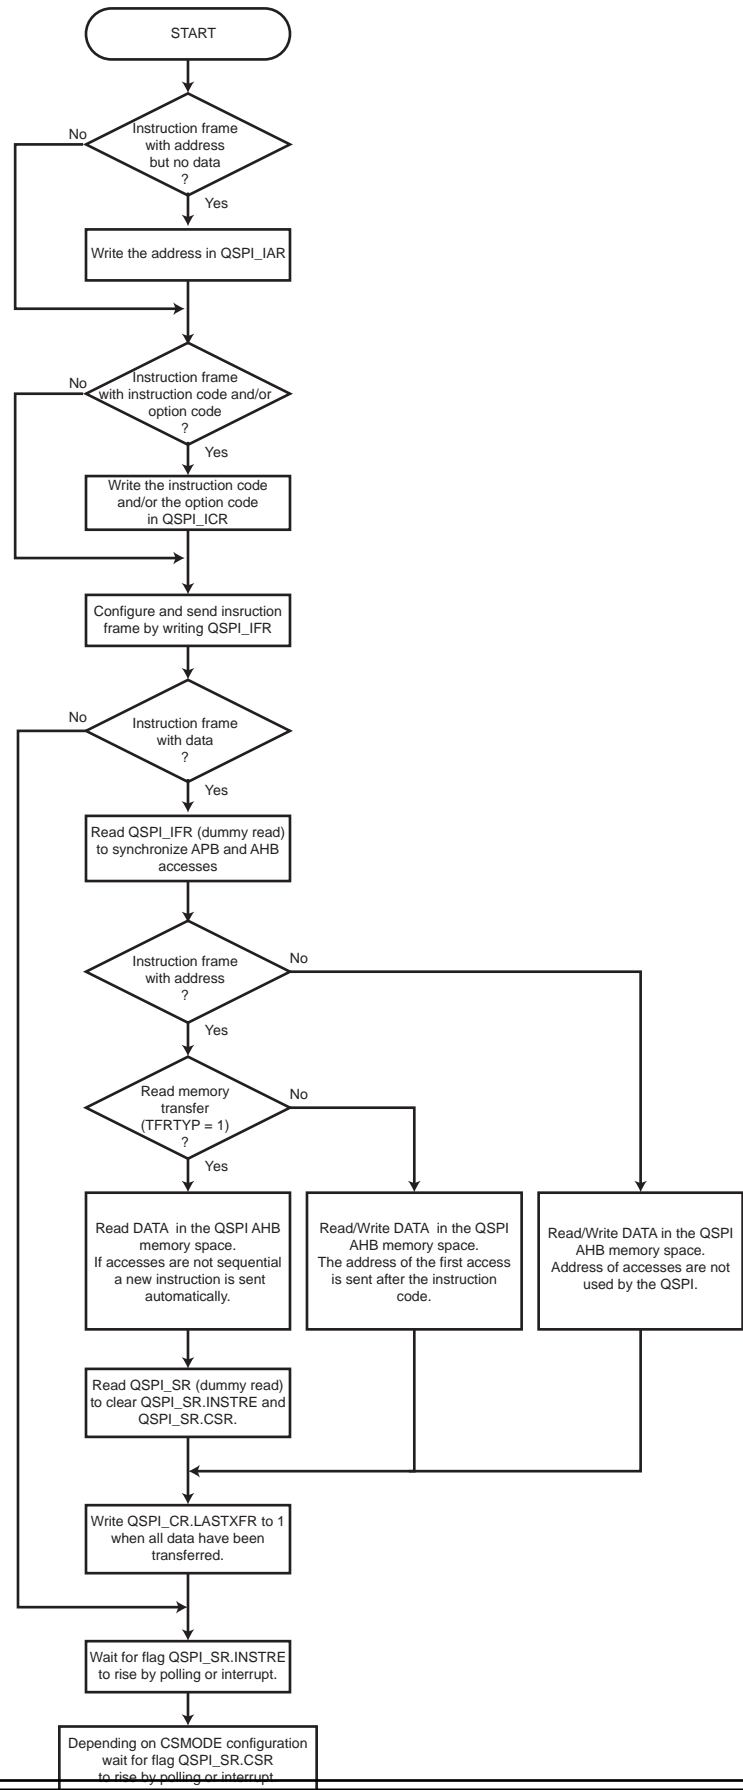 START
Instruction frame
with address
but no data
?
No
Yes
Write the address in QSPI_IAR
Instruction frame
with instruction code and/or
option code
?
No
Yes
Write the instruction code
and/or the option code
in QSPI_ICR
Configure and send insruction
frame by writing QSPI_IFR
Instruction frame
with data
?
No
Yes
Read QSPI_IFR (dummy read)
to synchronize APB and AHB
accesses
Instruction frame
with address
?
No
Yes
Read memory
transfer
(TFRTYP = 1)
?
No
Yes
Read DATA in the QSPI AHB
memory space.
If accesses are not sequential
a new instruction is sent
automatically.
Read/Write DATA in the QSPI
AHB memory space.
The address of the first access
is sent after the instruction
code.
Read/Write DATA in the QSPI
AHB memory space.
Address of accesses are not
used by the QSPI.
Read QSPI_SR (dummy read)
to clear QSPI_SR.INSTRE and
QSPI_SR.CSR.
Write QSPI_CR.LASTXFR to 1
when all data have been
transferred.
Wait for flag QSPI_SR.INSTRE
to rise by polling or interrupt.
Depending on CSMODE configuration
wait for flag QSPI_SR.CSR
to rise by polling or interrupt.